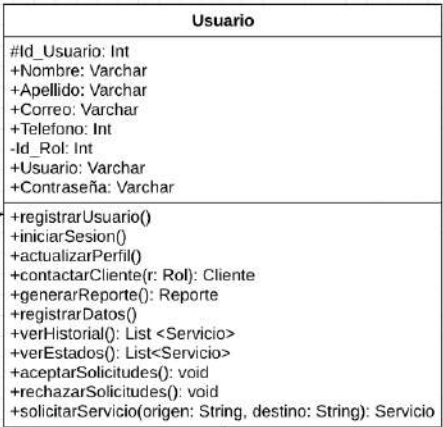 Usuario
#Id_Usuario: Int
+Nombre: Varchar
+Apellido: Varchar
+Correo: Varchar
+Telefono: Int
-Id_Rol: Int
+Usuario: Varchar
+Contraseña: Varchar
+registrarUsuario()
+iniciarSesion()
+actualizarPerfil()
+contactarCliente(r: Rol): Cliente
+generarReporte(): Reporte
+registrarDatos()
+verHistorial(): List <Servicio>
+verEstados(): List<Servicio>
+aceptarSolicitudes(): void
+rechazarSolicitudes(): void
+solicitarServicio(origen: String, destino: String): Servicio